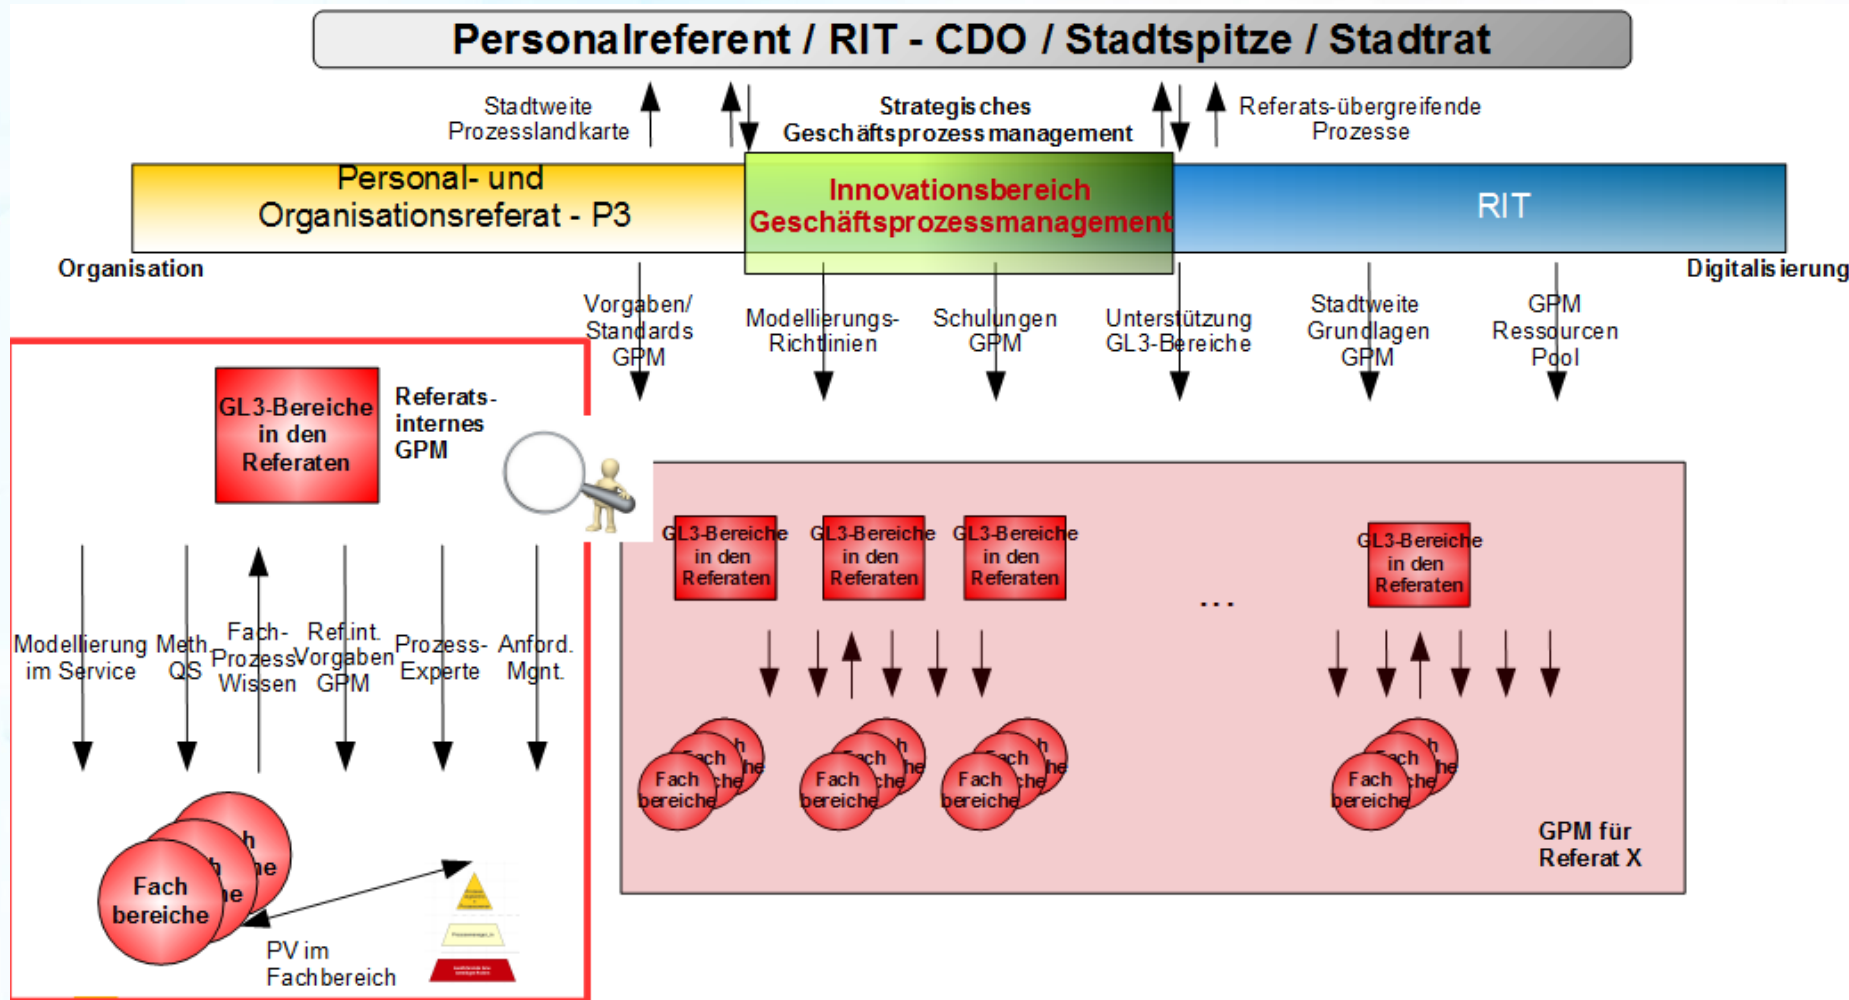 Personalreferent / RIT - CDO / Stadtspitze / Stadtrat
Stadtweite
Prozesslandkarte
Strategisches
Geschäftsprozessmanagement
Referats-übergreifende
Prozesse
Personal- und
Organisationsreferat - P3
Innovationsbereich
Geschäftsprozessmanagement
RIT
Organisation
Digitalisierung
Vorgaben/
Standards
GPM
Modellierungs-
Richtlinien
Schulungen
GPM
Unterstützung
GL3-Bereiche
Stadtweite
Grundlagen
GPM
GPM
Ressourcen
Pool
GL3-Bereiche
in den
Referaten
Referats-
internes
GPM
Modellierung
im Service
Meth.
QS
Fach-
Prozess-
Wissen
Ref.int.
Vorgaben
GPM
Prozess-
Experte
Anford.
Mgnt.
Fach
bereiche
PV im
Fachbereich
GL3-Bereiche
in den
Referaten
GL3-Bereiche
in den
Referaten
GL3-Bereiche
in den
Referaten
...
GL3-Bereiche
in den
Referaten
Fach
bereiche
Fach
bereiche
Fach
bereiche
Fach
bereiche
GPM für
Referat X